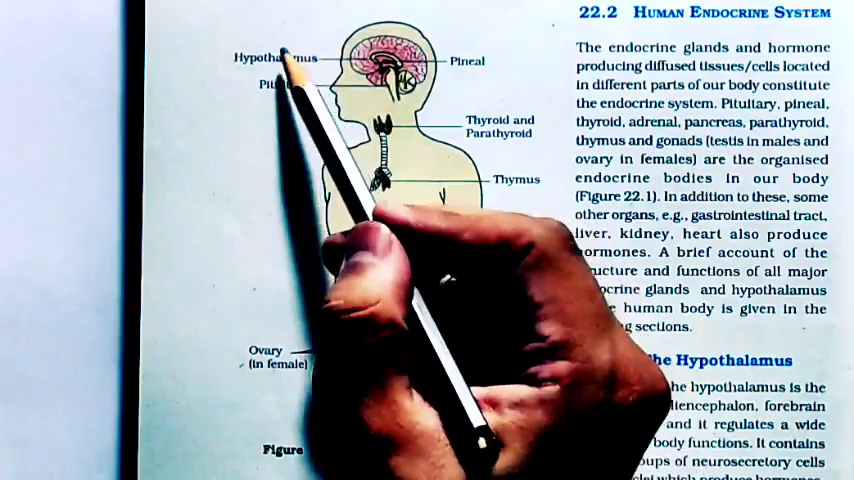 22.2 HUMAN ENDOCRINE SYSTEM
Pineal
Thyroid and
Parathyroid
Thymus
Ovary
(in female)
Figure
The endocrine glands and hormone
producing diffused tissues/cells located
in different parts of our body constitute
the endocrine system. Pituitary, pineal,
thyroid, adrenal, pancreas, parathyroid,
thymus and gonads (testis in males and
ovary in females) are the organised
endocrine bodies in our body
(Figure 22.1). In addition to these, some
other organs, e.g., gastrointestinal tract,
liver, kidney, heart also produce
hormones. A brief account of the
and functions of all major
glands and hypothalamus
human body is given in the
sections.
The Hypothalamus
the hypothalamus is the
diencephalon, forebrain
and it regulates a wide
body functions. It contains
of neurosecretory cells
which produce hormones.